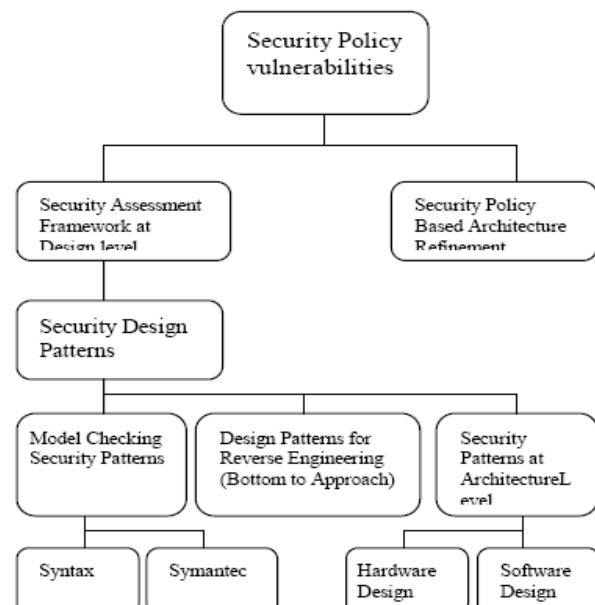 Security Policy
vulnerabilities
Security Assessment
Framework at
Design level
Security Policy
Based Architecture
Refinement
Security Design
Patterns
Model Checking
Security Patterns
Design Patterns for
Reverse Engineering
(Bottom to Approach)
Security
Patterns at
ArchitectureL
evel
Syntax
Symantec
Hardware
Design
Software
Design